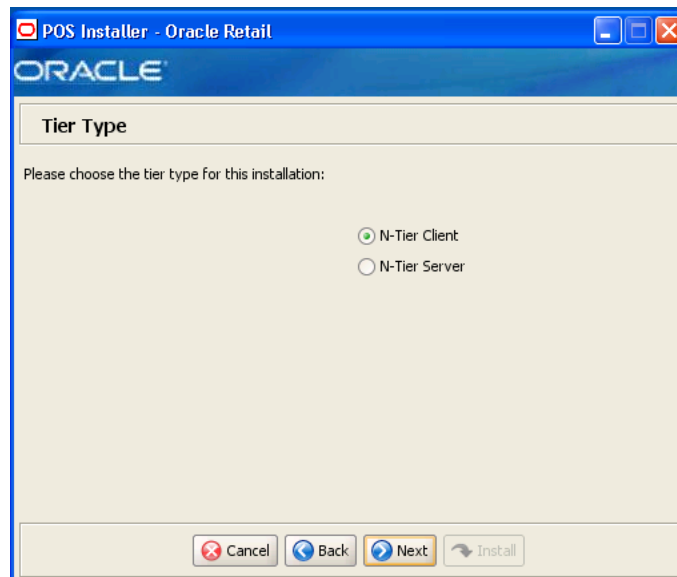 POS Installer - Oracle Retail
ORACLE
Tier Type
Please choose the tier type for this installation:
N-Tier Client
N-Tier Server
Cancel Back Next Install